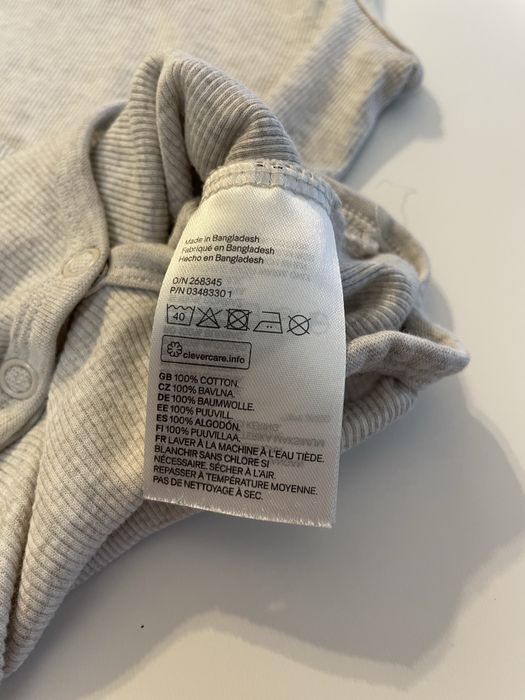 Made in Bangladesh
Fabriqué en Bangladesh
Hecho en Bangladesh
O/N 268345
P/N 0348330 1
40
clevercare.info
GB 100% COTTON.
CZ 100% BAVLNA.
DE 100% BAUMWOLLE.
EE 100% PUUVILL.
ES 100% ALGODÓN.
FI 100% PUUVILLAA.
FR LAVER À LA MACHINE À L'EAU TIÈDE.
BLANCHIR SANS CHLORE SI
NÉCESSAIRE. SÉCHER À L'AIR.
REPASSER À TEMPÉRATURE MOYENNE.
PAS DE NETTOYAGE À SEC.